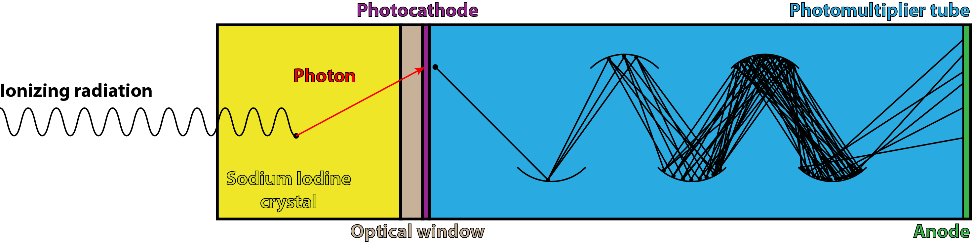 Photocathode
Photomultiplier tube
Photon
Ionizing radiation
Sodium Iodine
crystal
Optical window
Anode